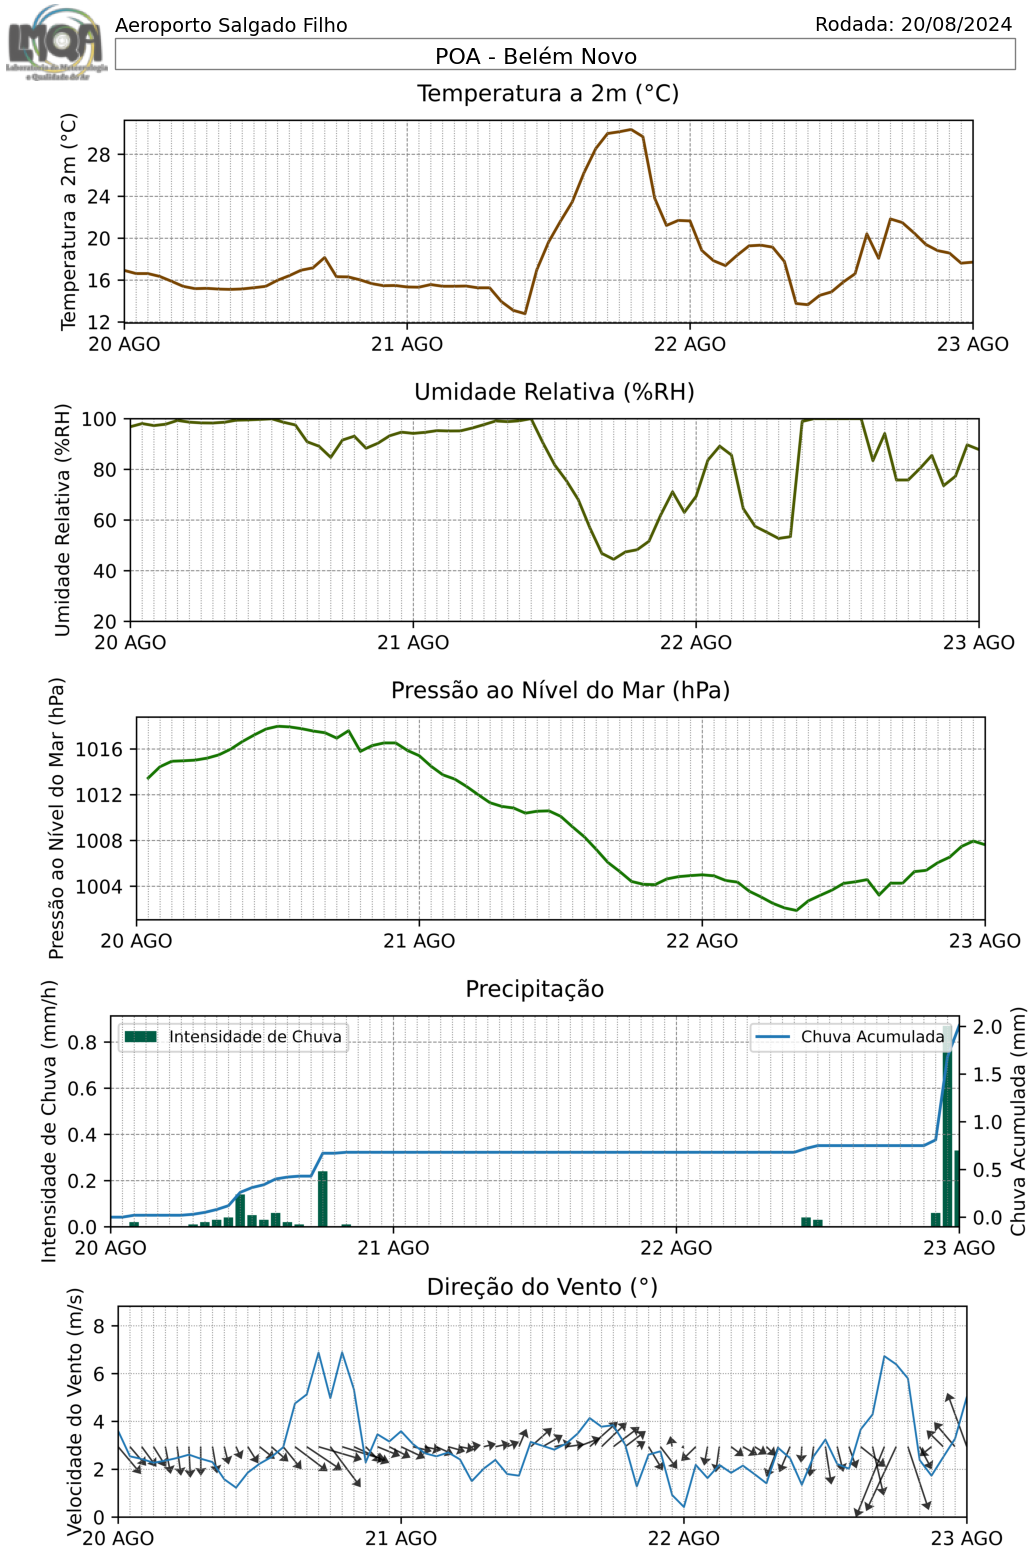 LMQA
Laboratório de Meteorologia
e Qualidade do Ar
Aeroporto Salgado Filho
Rodada: 20/08/2024
POA - Belém Novo
Temperatura a 2m (°C)
Temperatura a 2m (°C)
28
24
20
16
12
20 AGO 21 AGO 22 AGO 23 AGO
Umidade Relativa (%RH)
Umidade Relativa (%RH)
100
80
60
40
20
20 AGO 21 AGO 22 AGO 23 AGO
Pressão ao Nível do Mar (hPa)
Pressão ao Nível do Mar (hPa)
1016
1012
1008
1004
20 AGO 21 AGO 22 AGO 23 AGO
Precipitação
Intensidade de Chuva (mm/h)
0.8
0.6
0.4
0.2
0.0
Intensidade de Chuva
Chuva Acumulada
2.0
1.5
1.0
0.5
0.0
Chuva Acumulada (mm)
20 AGO 21 AGO 22 AGO 23 AGO
Direção do Vento (°)
Velocidade do Vento (m/s)
8
6
4
2
0
20 AGO 21 AGO 22 AGO 23 AGO